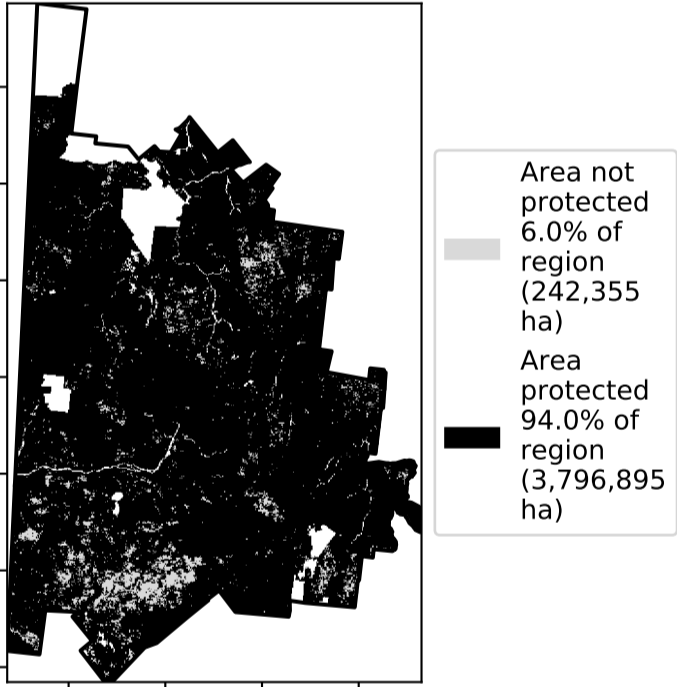 Area not
protected
6.0% of
region
(242,355
ha)
Area
protected
94.0% of
region
(3,796,895
ha)